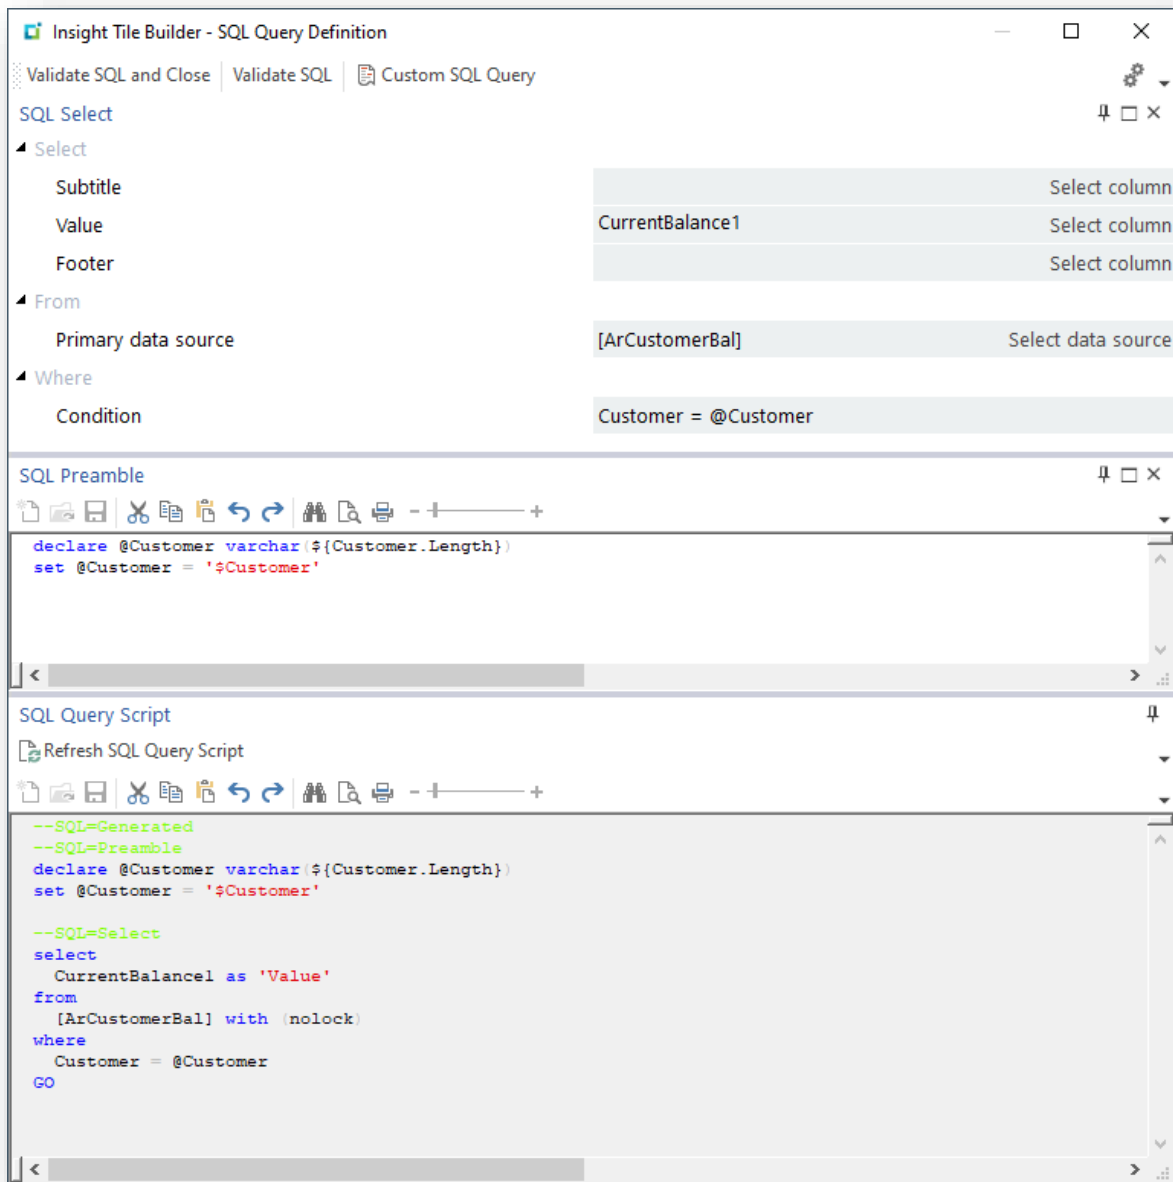 Insight Tile Builder - SQL Query Definition
Validate SQL and Close Validate SQL Custom SQL Query
SQL Select
Select
Subtitle Select column
Value CurrentBalance1 Select column
Footer Select column
From
Primary data source [ArCustomerBal] Select data source
Where
Condition Customer = @Customer
SQL Preamble
declare @Customer varchar(${Customer.Length})
set @Customer = '$Customer'
SQL Query Script
Refresh SQL Query Script
--SQL=Generated
--SQL=Preamble
declare @Customer varchar(${Customer.Length})
set @Customer = '$Customer'
--SQL=Select
select
CurrentBalance1 as 'Value'
from
[ArCustomerBal] with (nolock)
where
Customer = @Customer
GO